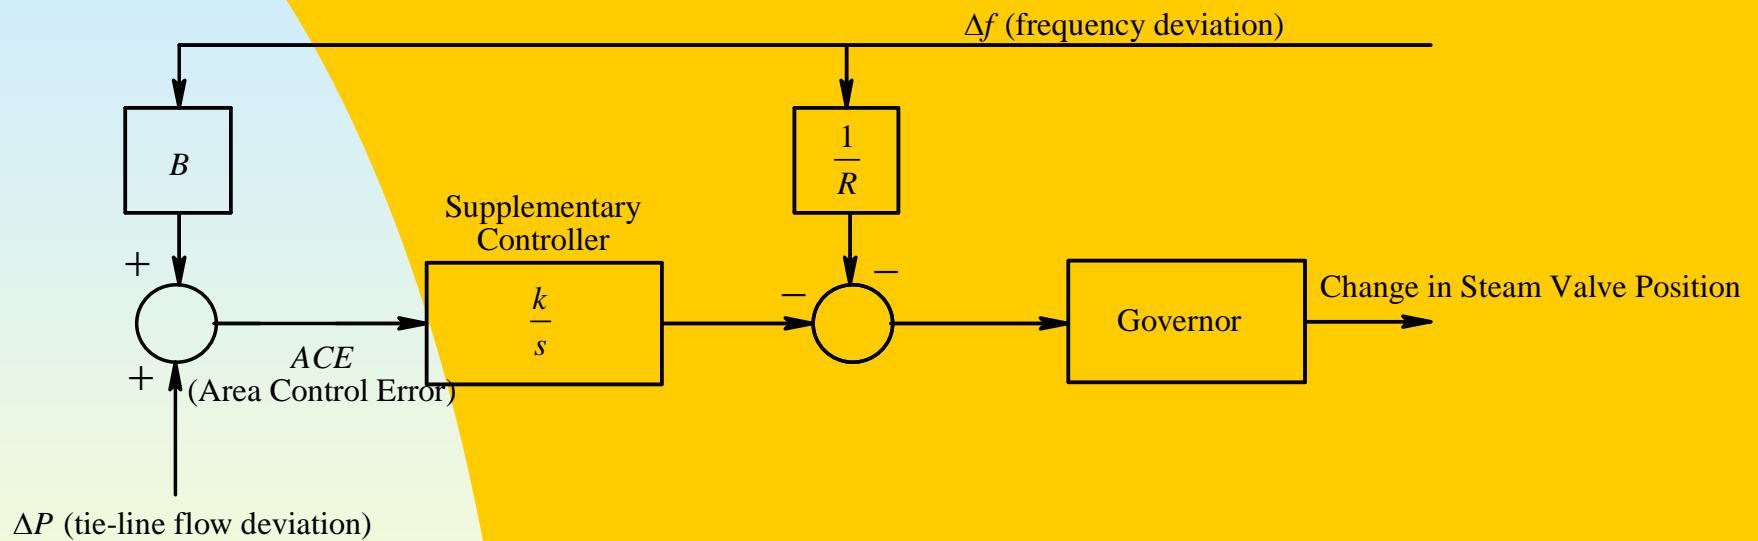 Δf (frequency deviation)
B
1
R
Supplementary
Controller
+
k
s
−
−
Governor
Change in Steam Valve Position
+
ACE
(Area Control Error)
ΔP (tie-line flow deviation)